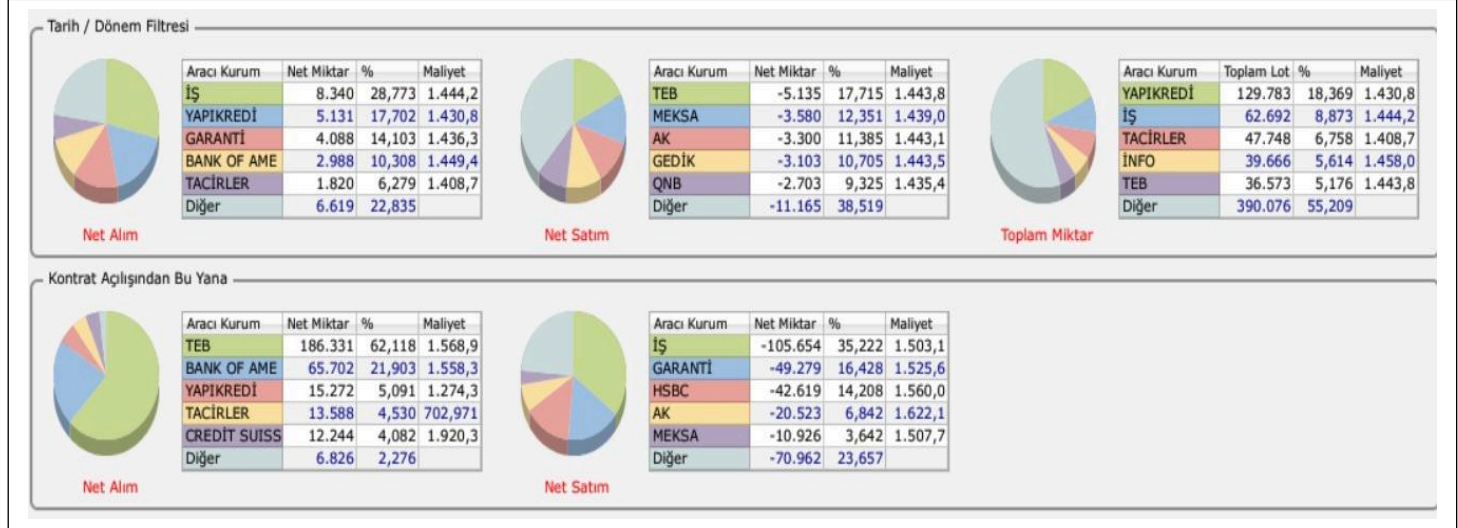 Tarih / Dönem Filtresi
Aracı Kurum Net Miktar % Maliyet
İŞ 8.340 28,773 1.444,2
YAPIKREDİ 5.131 17,702 1.430,8
GARANTİ 4.088 14,103 1.436,3
BANK OF AME 2.988 10,308 1.449,4
TACİRLER 1.820 6,279 1.408,7
Diğer 6.619 22,835
Net Alım
Aracı Kurum Net Miktar % Maliyet
TEB -5.135 17,715 1.443,8
MEKSA -3.580 12,351 1.439,0
AK -3.300 11,385 1.443,1
GEDİK -3.103 10,705 1.443,5
QNB -2.703 9,325 1.435,4
Diğer -11.165 38,519
Net Satım
Aracı Kurum Toplam Lot % Maliyet
YAPIKREDİ 129.783 18,369 1.430,8
İŞ 62.692 8,873 1.444,2
TACİRLER 47.748 6,758 1.408,7
İNFO 39.666 5,614 1.458,0
TEB 36.573 5,176 1.443,8
Diğer 390.076 55,209
Toplam Miktar
Kontrat Açılışından Bu Yana
Aracı Kurum Net Miktar % Maliyet
TEB 186.331 62,118 1.568,9
BANK OF AME 65.702 21,903 1.558,3
YAPIKREDİ 15.272 5,091 1.274,3
TACİRLER 13.588 4,530 702,971
CREDİT SUISS 12.244 4,082 1.920,3
Diğer 6.826 2,276
Net Alım
Aracı Kurum Net Miktar % Maliyet
İŞ -105.654 35,222 1.503,1
GARANTİ -49.279 16,428 1.525,6
HSBC -42.619 14,208 1.560,0
AK -20.523 6,842 1.622,1
MEKSA -10.926 3,642 1.507,7
Diğer -70.962 23,657
Net Satım